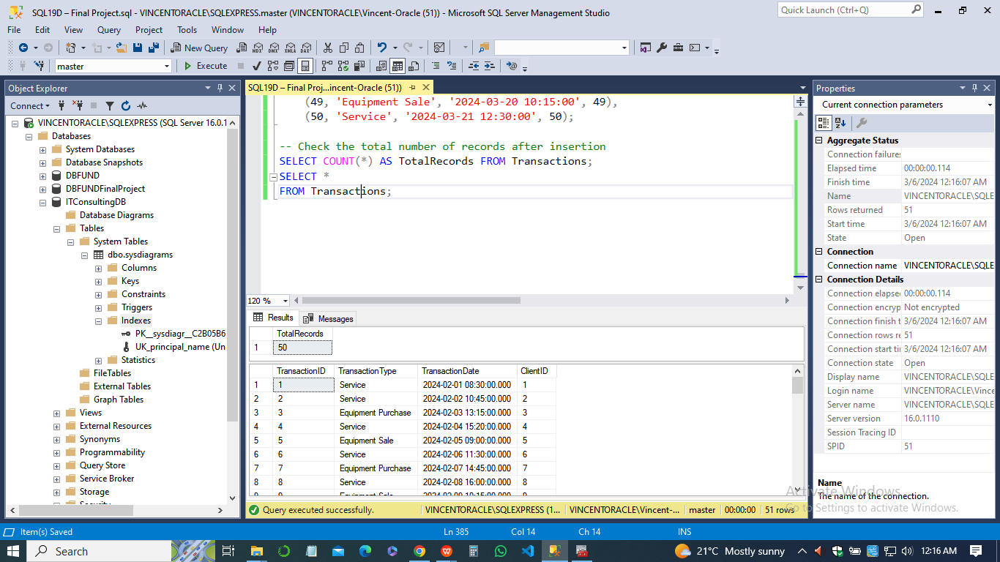 SQL19D – Final Project.sql - VINCENTORACLE\SQLEXPRESS.master (VINCENTORACLE\Vincent-Oracle (51)) - Microsoft SQL Server Management Studio
Quick Launch (Ctrl+Q)
File Edit View Query Project Tools Window Help
New Query MDX DMX XMLA DAX
master Execute
Object Explorer
Connect
VINCENTORACLE\SQLEXPRESS (SQL Server 16.0.1
Databases
System Databases
Database Snapshots
DBFUND
DBFUNDFinalProject
ITConsultingDB
Database Diagrams
Tables
System Tables
dbo.sysdiagrams
Columns
Keys
Constraints
Triggers
Indexes
PK__sysdiagr__C2B05B6
UK_principal_name (Un
Statistics
FileTables
External Tables
Graph Tables
Views
External Resources
Synonyms
Programmability
Query Store
Service Broker
Storage
Security
SQL19D – Final Proj...incent-Oracle (51))
(49, 'Equipment Sale', '2024-03-20 10:15:00', 49),
(50, 'Service', '2024-03-21 12:30:00', 50);
-- Check the total number of records after insertion
SELECT COUNT(*) AS TotalRecords FROM Transactions;
SELECT *
FROM Transactions;
120 %
Results Messages
TotalRecords
1 50
TransactionID TransactionType TransactionDate ClientID
1 1 Service 2024-02-01 08:30:00.000 1
2 2 Service 2024-02-02 10:45:00.000 2
3 3 Equipment Purchase 2024-02-03 13:15:00.000 3
4 4 Service 2024-02-04 15:20:00.000 4
5 5 Equipment Sale 2024-02-05 09:00:00.000 5
6 6 Service 2024-02-06 11:30:00.000 6
7 7 Equipment Purchase 2024-02-07 14:45:00.000 7
8 8 Service 2024-02-08 16:00:00.000 8
9 9 Equipment Sale 2024-02-09 10:15:00.000 9
Query executed successfully. VINCENTORACLE\SQLEXPRESS (1... VINCENTORACLE\Vincent-... master 00:00:00 51 rows
Properties
Current connection parameters
Aggregate Status
Connection failures
Elapsed time 00:00:00.114
Finish time 3/6/2024 12:16:07 AM
Name VINCENTORACLE\SQLE
Rows returned 51
Start time 3/6/2024 12:16:07 AM
State Open
Connection
Connection name VINCENTORACLE\SQLE
Connection Details
Connection elapse 00:00:00.114
Connection encryp Not encrypted
Connection finish t 3/6/2024 12:16:07 AM
Connection rows re 51
Connection start tir 3/6/2024 12:16:07 AM
Connection state Open
Display name VINCENTORACLE\SQLE
Login name VINCENTORACLE\Vince
Server name VINCENTORACLE\SQLE
Server version 16.0.1110
Session Tracing ID
SPID 51
Name
The name of the connection.
Activate Windows
Go to Settings to activate Windows.
Item(s) Saved Ln 385 Col 14 Ch 14 INS
Search 21°C Mostly sunny 12:16 AM